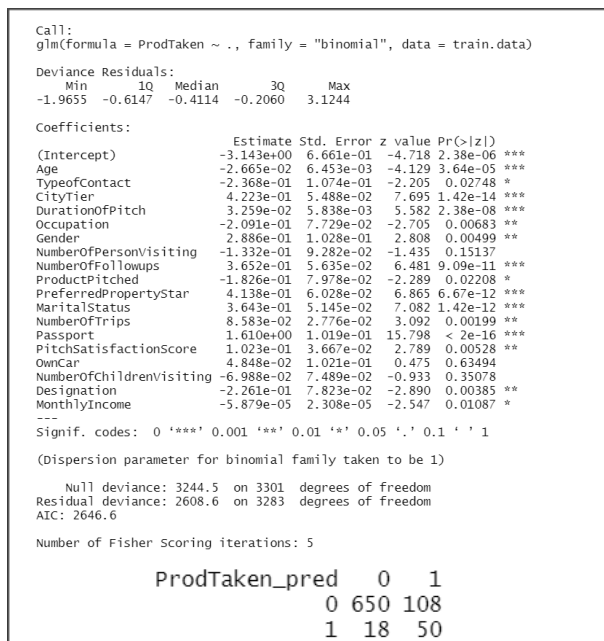 Call:
glm(formula = ProdTaken ~ ., family = "binomial", data = train.data)
Deviance Residuals:
Min 1Q Median 3Q Max
-1.9655 -0.6147 -0.4114 -0.2060 3.1244
Coefficients:
Estimate Std. Error z value Pr(>|z|)
(Intercept) -3.143e+00 6.661e-01 -4.718 2.38e-06 ***
Age -2.665e-02 6.453e-03 -4.129 3.64e-05 ***
TypeofContact -2.368e-01 1.074e-01 -2.205 0.02748 *
CityTier 4.223e-01 5.488e-02 7.695 1.42e-14 ***
DurationOfPitch 3.259e-02 5.838e-03 5.582 2.38e-08 ***
Occupation -2.091e-01 7.729e-02 -2.705 0.00683 **
Gender 2.886e-01 1.028e-01 2.808 0.00499 **
NumberOfPersonVisiting -1.332e-01 9.282e-02 -1.435 0.15137
NumberOfFollowups 3.652e-01 5.635e-02 6.481 9.09e-11 ***
ProductPitched -1.826e-01 7.978e-02 -2.289 0.02208 *
PreferredPropertyStar 4.138e-01 6.028e-02 6.865 6.67e-12 ***
MaritalStatus 3.643e-01 5.145e-02 7.082 1.42e-12 ***
NumberOfTrips 8.583e-02 2.776e-02 3.092 0.00199 **
Passport 1.610e+00 1.019e-01 15.798 < 2e-16 ***
PitchSatisfactionScore 1.023e-01 3.667e-02 2.789 0.00528 **
OwnCar 4.848e-02 1.021e-01 0.475 0.63494
NumberOfChildrenVisiting -6.988e-02 7.489e-02 -0.933 0.35078
Designation -2.261e-01 7.823e-02 -2.890 0.00385 **
MonthlyIncome -5.879e-05 2.308e-05 -2.547 0.01087 *
---
Signif. codes: 0 ‘***’ 0.001 ‘**’ 0.01 ‘*’ 0.05 ‘.’ 0.1 ‘ ’ 1
(Dispersion parameter for binomial family taken to be 1)
Null deviance: 3244.5 on 3301 degrees of freedom
Residual deviance: 2608.6 on 3283 degrees of freedom
AIC: 2646.6
Number of Fisher Scoring iterations: 5
ProdTaken_pred 0 1
0 650 108
1 18 50